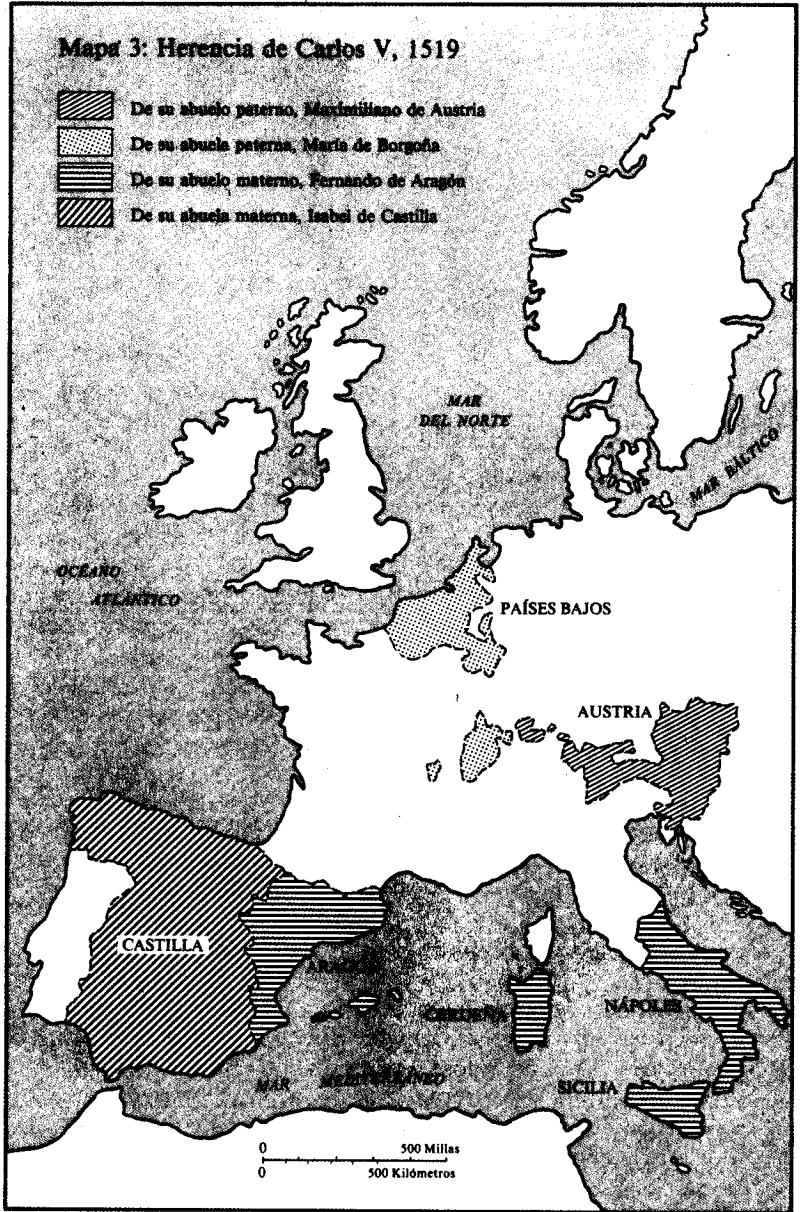 Mapa 3: Herencia de Carlos V, 1519
De su abuelo paterno, Maximiliano de Austria
De su abuela paterna, María de Borgoña
De su abuelo materno, Fernando de Aragón
De su abuela materna, Isabel de Castilla
MAR
DEL NORTE
MAR BÁLTICO
OCÉANO
ATLÁNTICO
PAÍSES BAJOS
AUSTRIA
CASTILLA
ARAGÓN
CERDEÑA
NÁPOLES
SICILIA
MAR MEDITERRÁNEO
0 500 Millas
0 500 Kilómetros